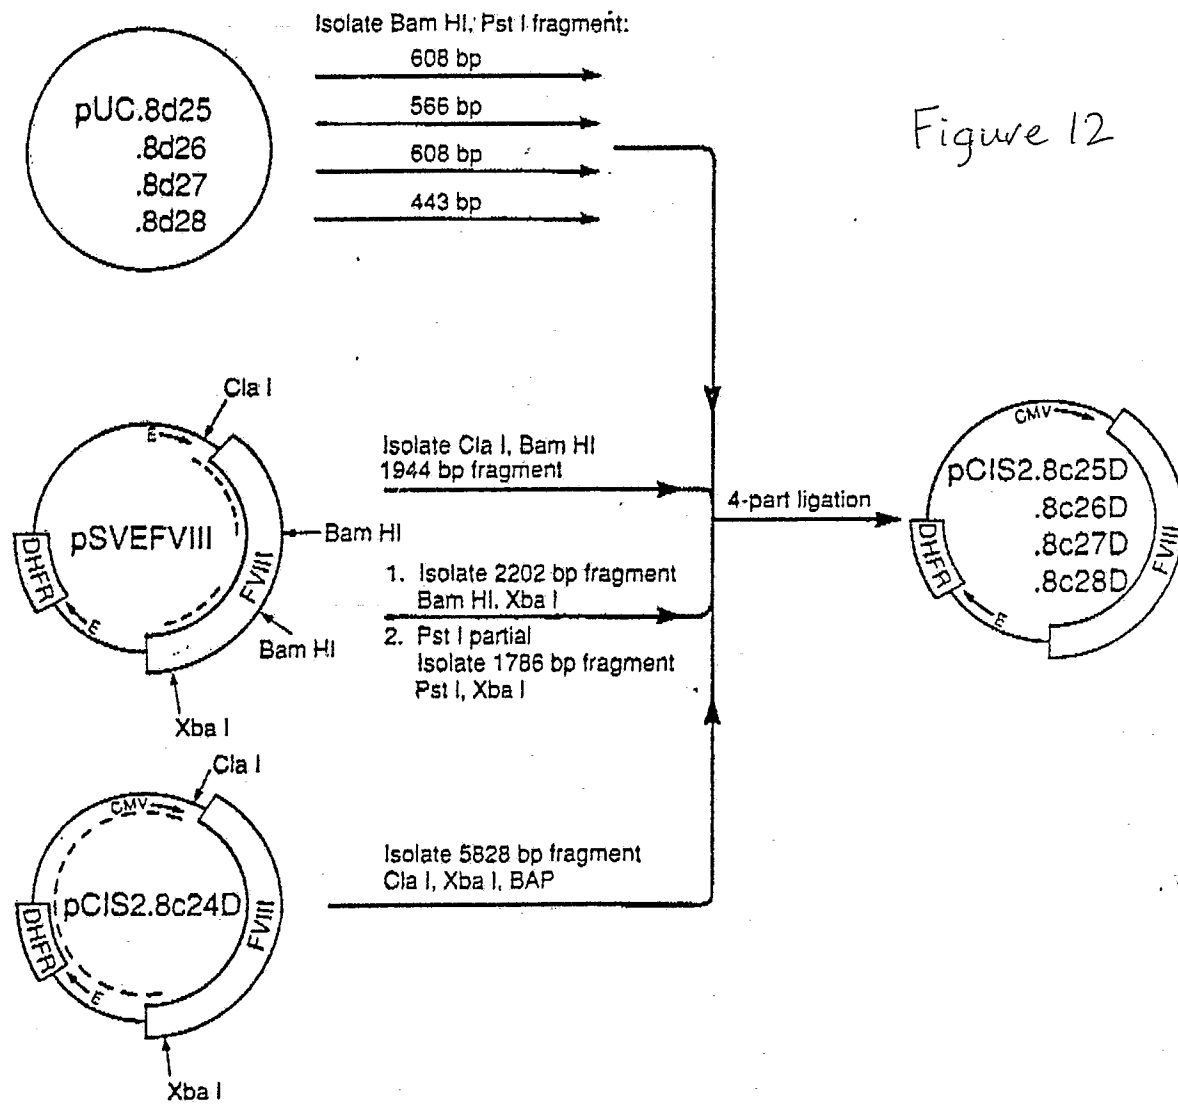 Isolate Bam HI, Pst I fragment:
608 bp
566 bp
608 bp
443 bp
pUC.8d25
.8d26
.8d27
.8d28
Figure 12
Cla I
E
pSVEFVIII
Bam HI
Bam HI
FVIII
DHFR
E
Xba I
Isolate Cla I, Bam HI
1944 bp fragment
1. Isolate 2202 bp fragment
Bam HI, Xba I
2. Pst I partial
Isolate 1786 bp fragment
Pst I, Xba I
4-part ligation
CMV
pCIS2.8c25D
.8c26D
.8c27D
.8c28D
FVIII
DHFR
E
Cla I
CMV
pCIS2.8c24D
FVIII
DHFR
E
Xba I
Isolate 5828 bp fragment
Cla I, Xba I, BAP